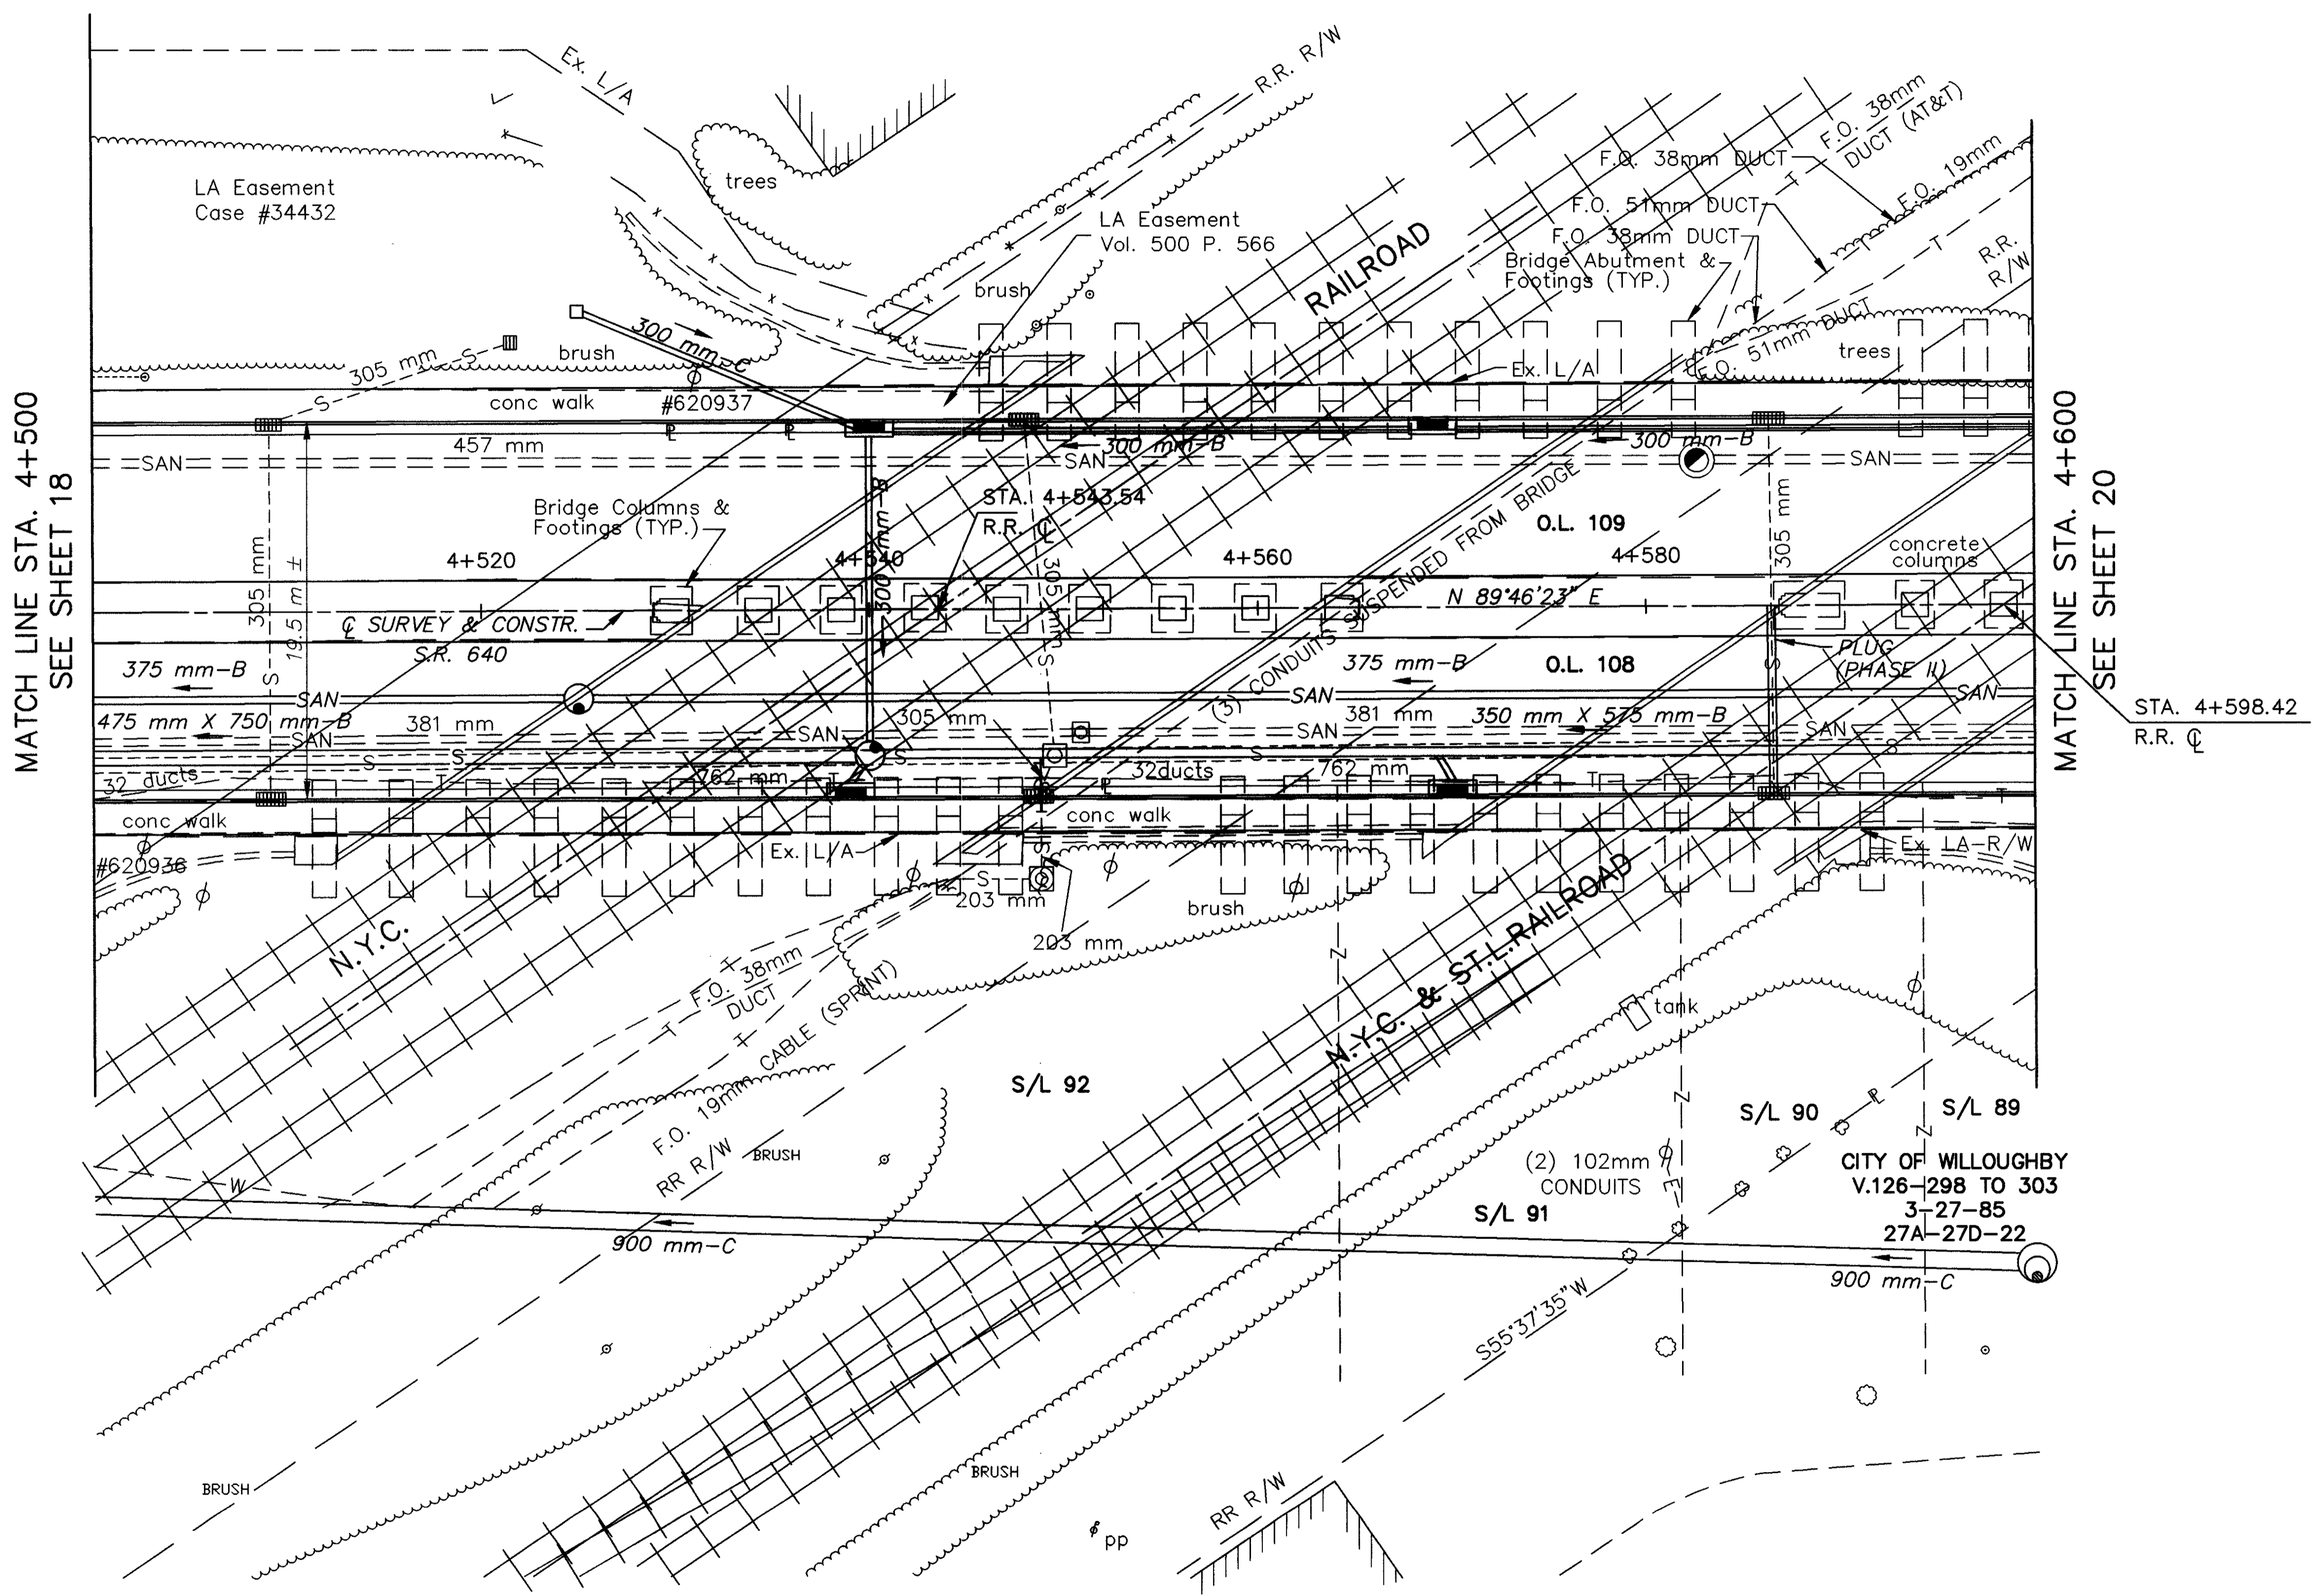 MATCH LINE STA. 4+500
SEE SHEET 18
Ex. L/A
R.R. R/W
LA Easement
Case #34432
trees
LA Easement
Vol. 500 P. 566
brush
RAILROAD
F.O. 38mm
DUCT (AT&T)
F.O. 38mm DUCT
F.O. 19mm
F.O. 51mm DUCT
F.O. 38mm DUCT
Bridge Abutment &
Footings (TYP.)
R.R.
R/W
F.O. 51mm DUCT
trees
300 mm-C
305 mm
S
S
brush
Ex. L/A
conc walk
#620937
457 mm
300 mm-B
300 mm-B
SAN
SAN
SAN
Bridge Columns &
Footings (TYP.)
300 mm-B
STA. 4+543.54
R.R. ℄
(3) CONDUITS SUSPENDED FROM BRIDGE
O.L. 109
305 mm
4+520
4+540
4+560
4+580
concrete
columns
305 mm
19.5 m ±
305 mm
℄ SURVEY & CONSTR.
S.R. 640
N 89°46'23" E
375 mm-B
375 mm-B
O.L. 108
PLUG
(PHASE II)
S
S
S
SAN
SAN
SAN
475 mm X 750 mm-B
381 mm
305 mm
381 mm
350 mm X 575 mm-B
SAN
SAN
SAN
SAN
S
S
S
S
S
32 ducts
T
762 mm
T
32ducts
762 mm
T
T
conc walk
conc walk
Ex. L/A
Ex. LA-R/W
#620936
S
S
203 mm
203 mm
brush
N.Y.C.
F.O. 38mm
DUCT
T
T
T
F.O. 19mm CABLE (SPRINT)
N.Y.C. & ST.L.RAILROAD
tank
S/L 92
S/L 90
S/L 89
CITY OF WILLOUGHBY
V.126-298 TO 303
3-27-85
27A-27D-22
(2) 102mm
CONDUITS
E
S/L 91
RR R/W
BRUSH
W
900 mm-C
900 mm-C
S55°37'35"W
BRUSH
BRUSH
pp
RR R/W
MATCH LINE STA. 4+600
SEE SHEET 20
STA. 4+598.42
R.R. ℄